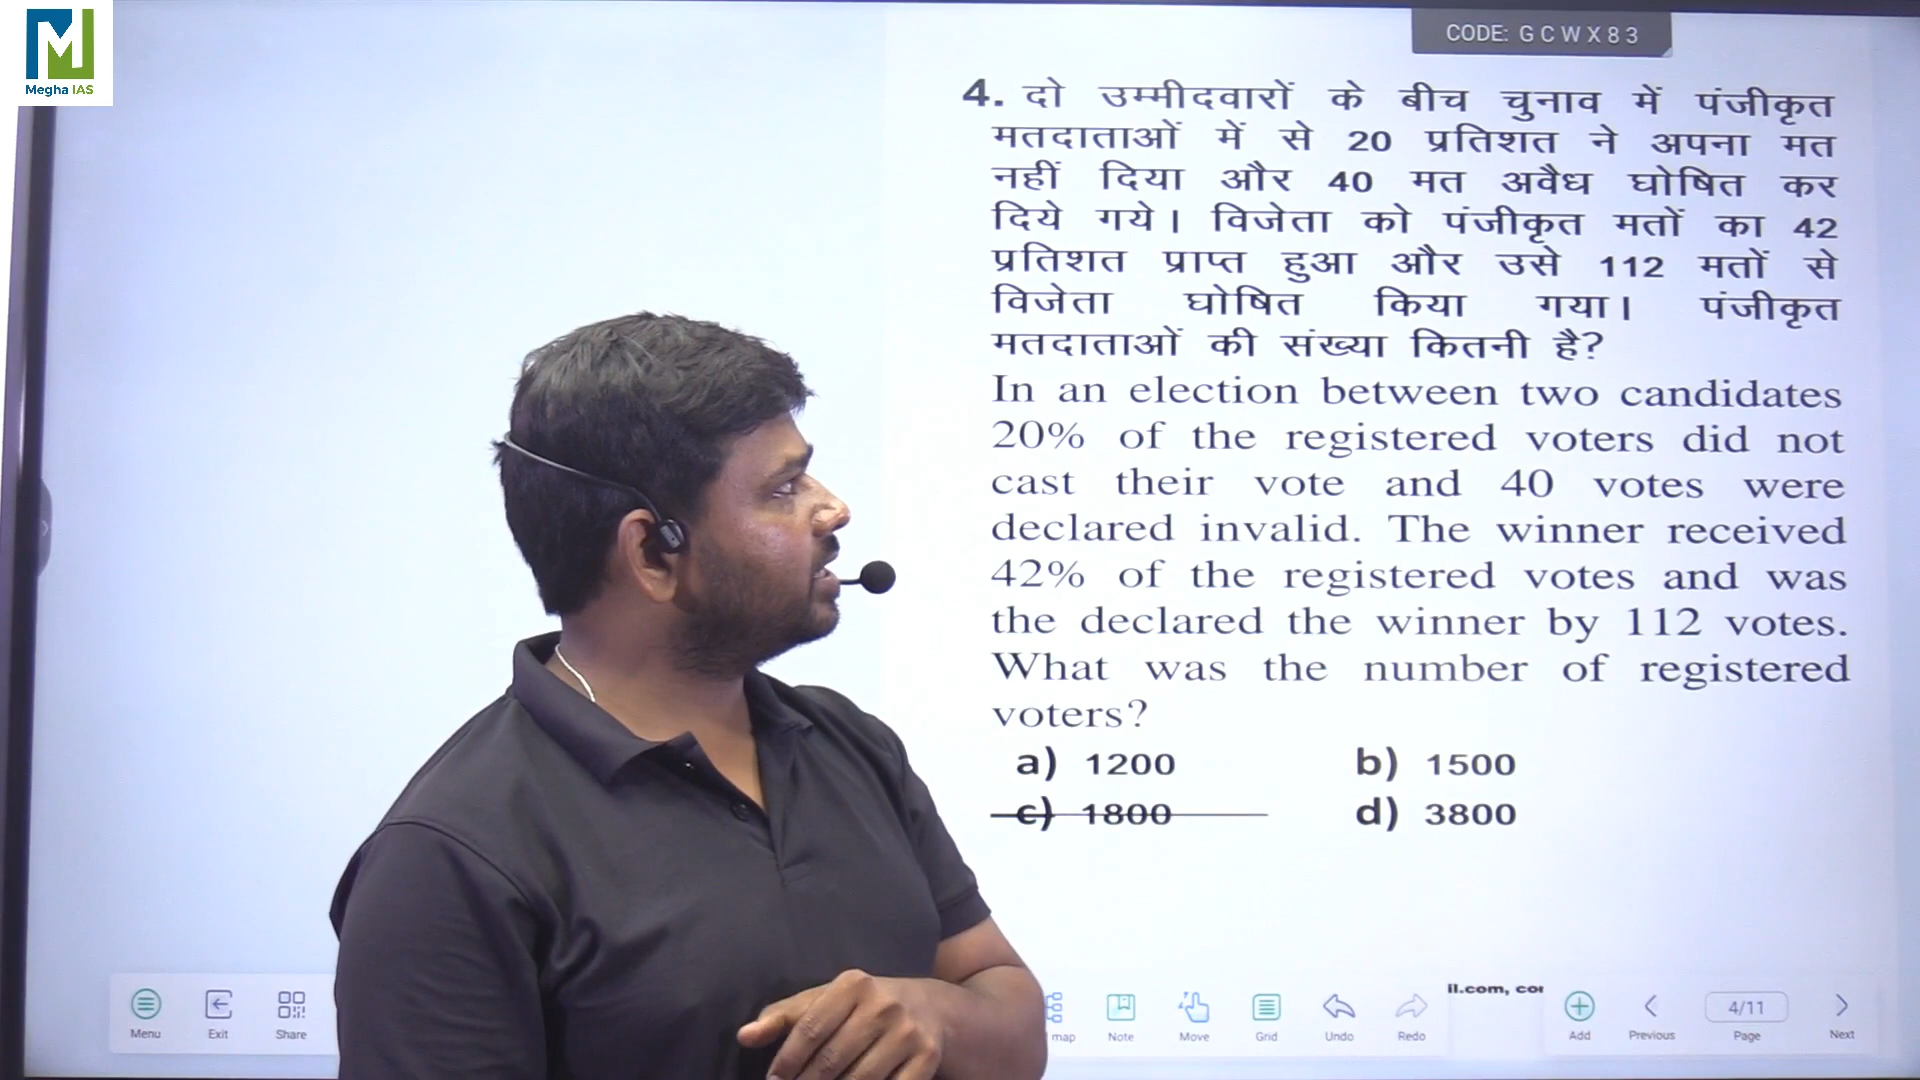 Megha IAS
CODE: G C W X 8 3
4. दो उम्मीदवारों के बीच चुनाव में पंजीकृत
मतदाताओं में से 20 प्रतिशत ने अपना मत
नहीं दिया और 40 मत अवैध घोषित कर
दिये गये। विजेता को पंजीकृत मतों का 42
प्रतिशत प्राप्त हुआ और उसे 112 मतों से
विजेता घोषित किया गया। पंजीकृत
मतदाताओं की संख्या कितनी है?
In an election between two candidates
20% of the registered voters did not
cast their vote and 40 votes were
declared invalid. The winner received
42% of the registered votes and was
the declared the winner by 112 votes.
What was the number of registered
voters?
a) 1200 b) 1500
c) 1800 d) 3800
il.com, cor
Menu Exit Share map Note Move Grid Undo Redo Add Previous 4/11 Page Next